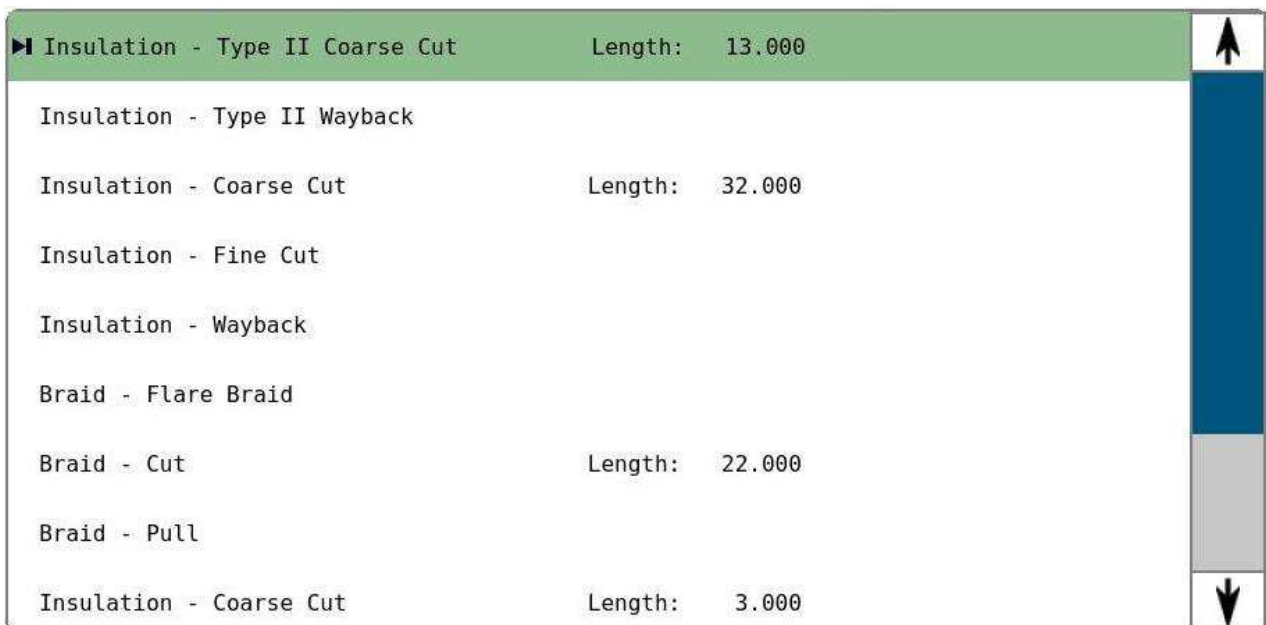 Insulation - Type II Coarse Cut Length: 13.000
Insulation - Type II Wayback
Insulation - Coarse Cut Length: 32.000
Insulation - Fine Cut
Insulation - Wayback
Braid - Flare Braid
Braid - Cut Length: 22.000
Braid - Pull
Insulation - Coarse Cut Length: 3.000